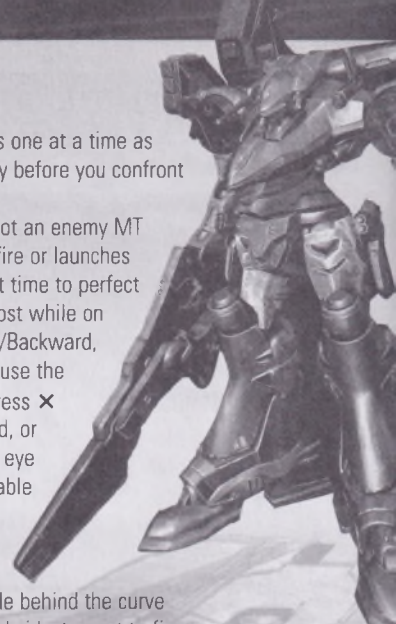 s one at a time as
y before you confront
ot an enemy MT
fire or launches
t time to perfect
ost while on
/Backward,
use the
ress ✕
d, or
eye
able
le behind the curve